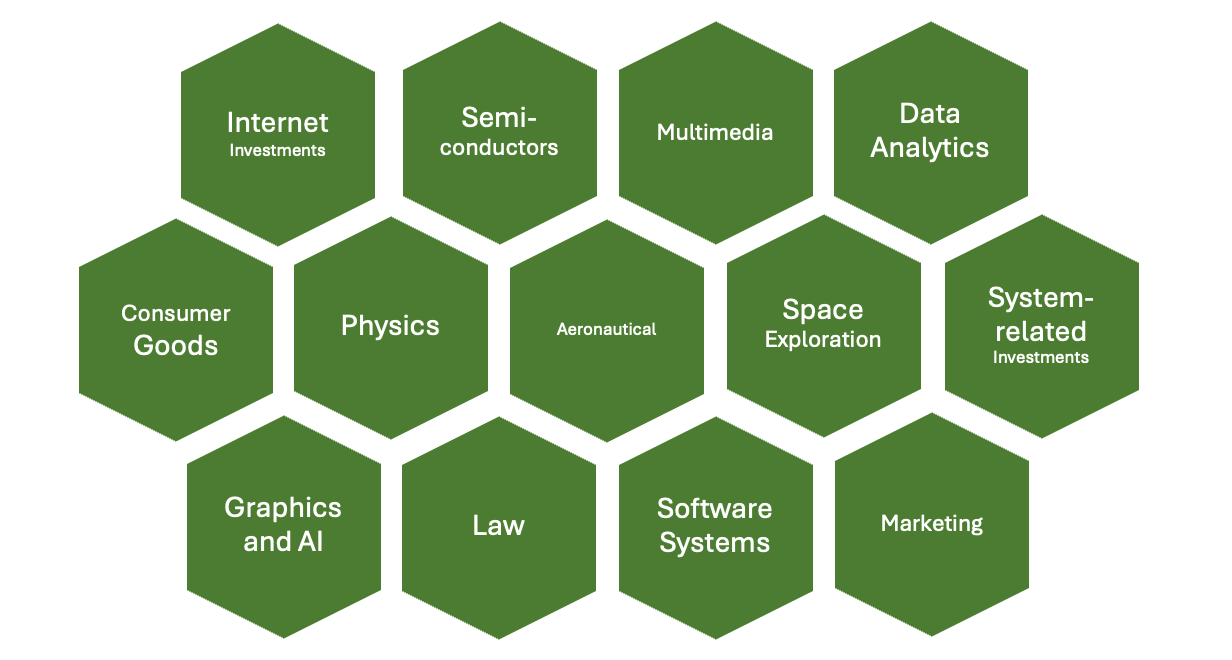 Internet
Investments
Semi-
conductors
Multimedia
Data
Analytics
Consumer
Goods
Physics
Aeronautical
Space
Exploration
System-
related
Investments
Graphics
and AI
Law
Software
Systems
Marketing